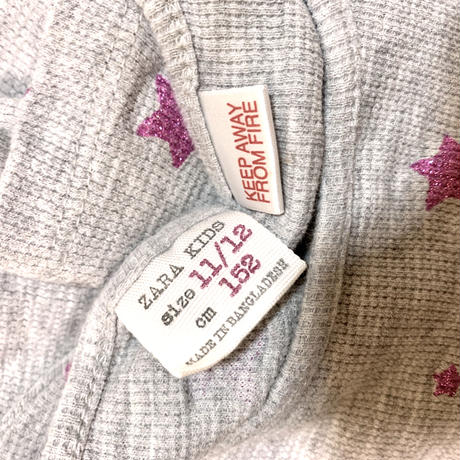 KEEP AWAY
FROM FIRE
ZARA KIDS
size 11/12
cm 152
MADE IN BANGLADESH